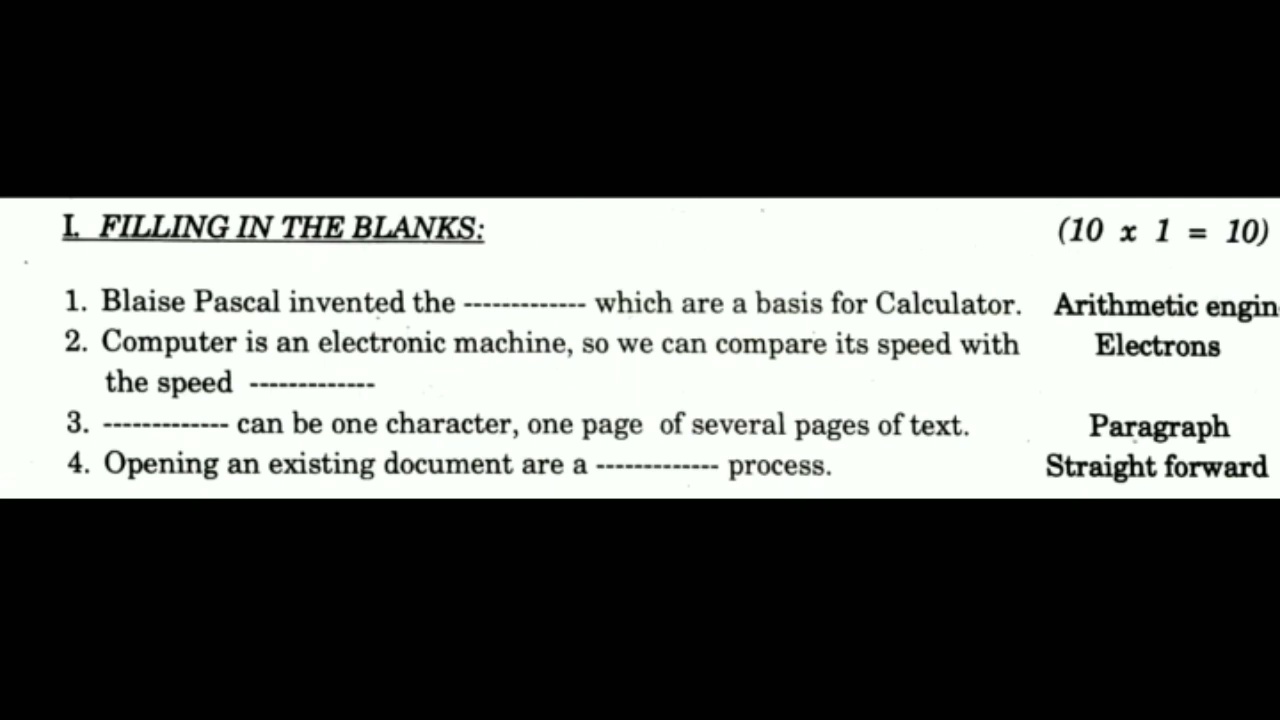 I. FILLING IN THE BLANKS: (10 x 1 = 10)
1. Blaise Pascal invented the ------------- which are a basis for Calculator. Arithmetic engin
2. Computer is an electronic machine, so we can compare its speed with Electrons
the speed -------------
3. ------------- can be one character, one page of several pages of text. Paragraph
4. Opening an existing document are a ------------- process. Straight forward